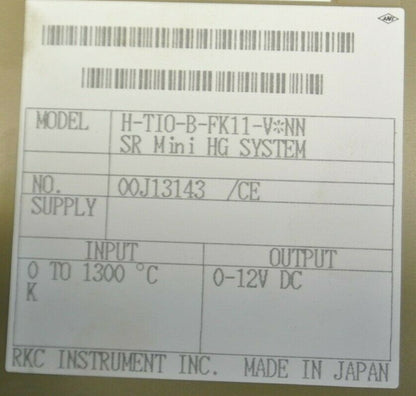 MODEL H-TIO-B-FK11-V*NN
SR Mini HG SYSTEM
NO. 00J13143 /CE
SUPPLY
INPUT OUTPUT
0 TO 1300 °C 0-12V DC
K
RKC INSTRUMENT INC. MADE IN JAPAN